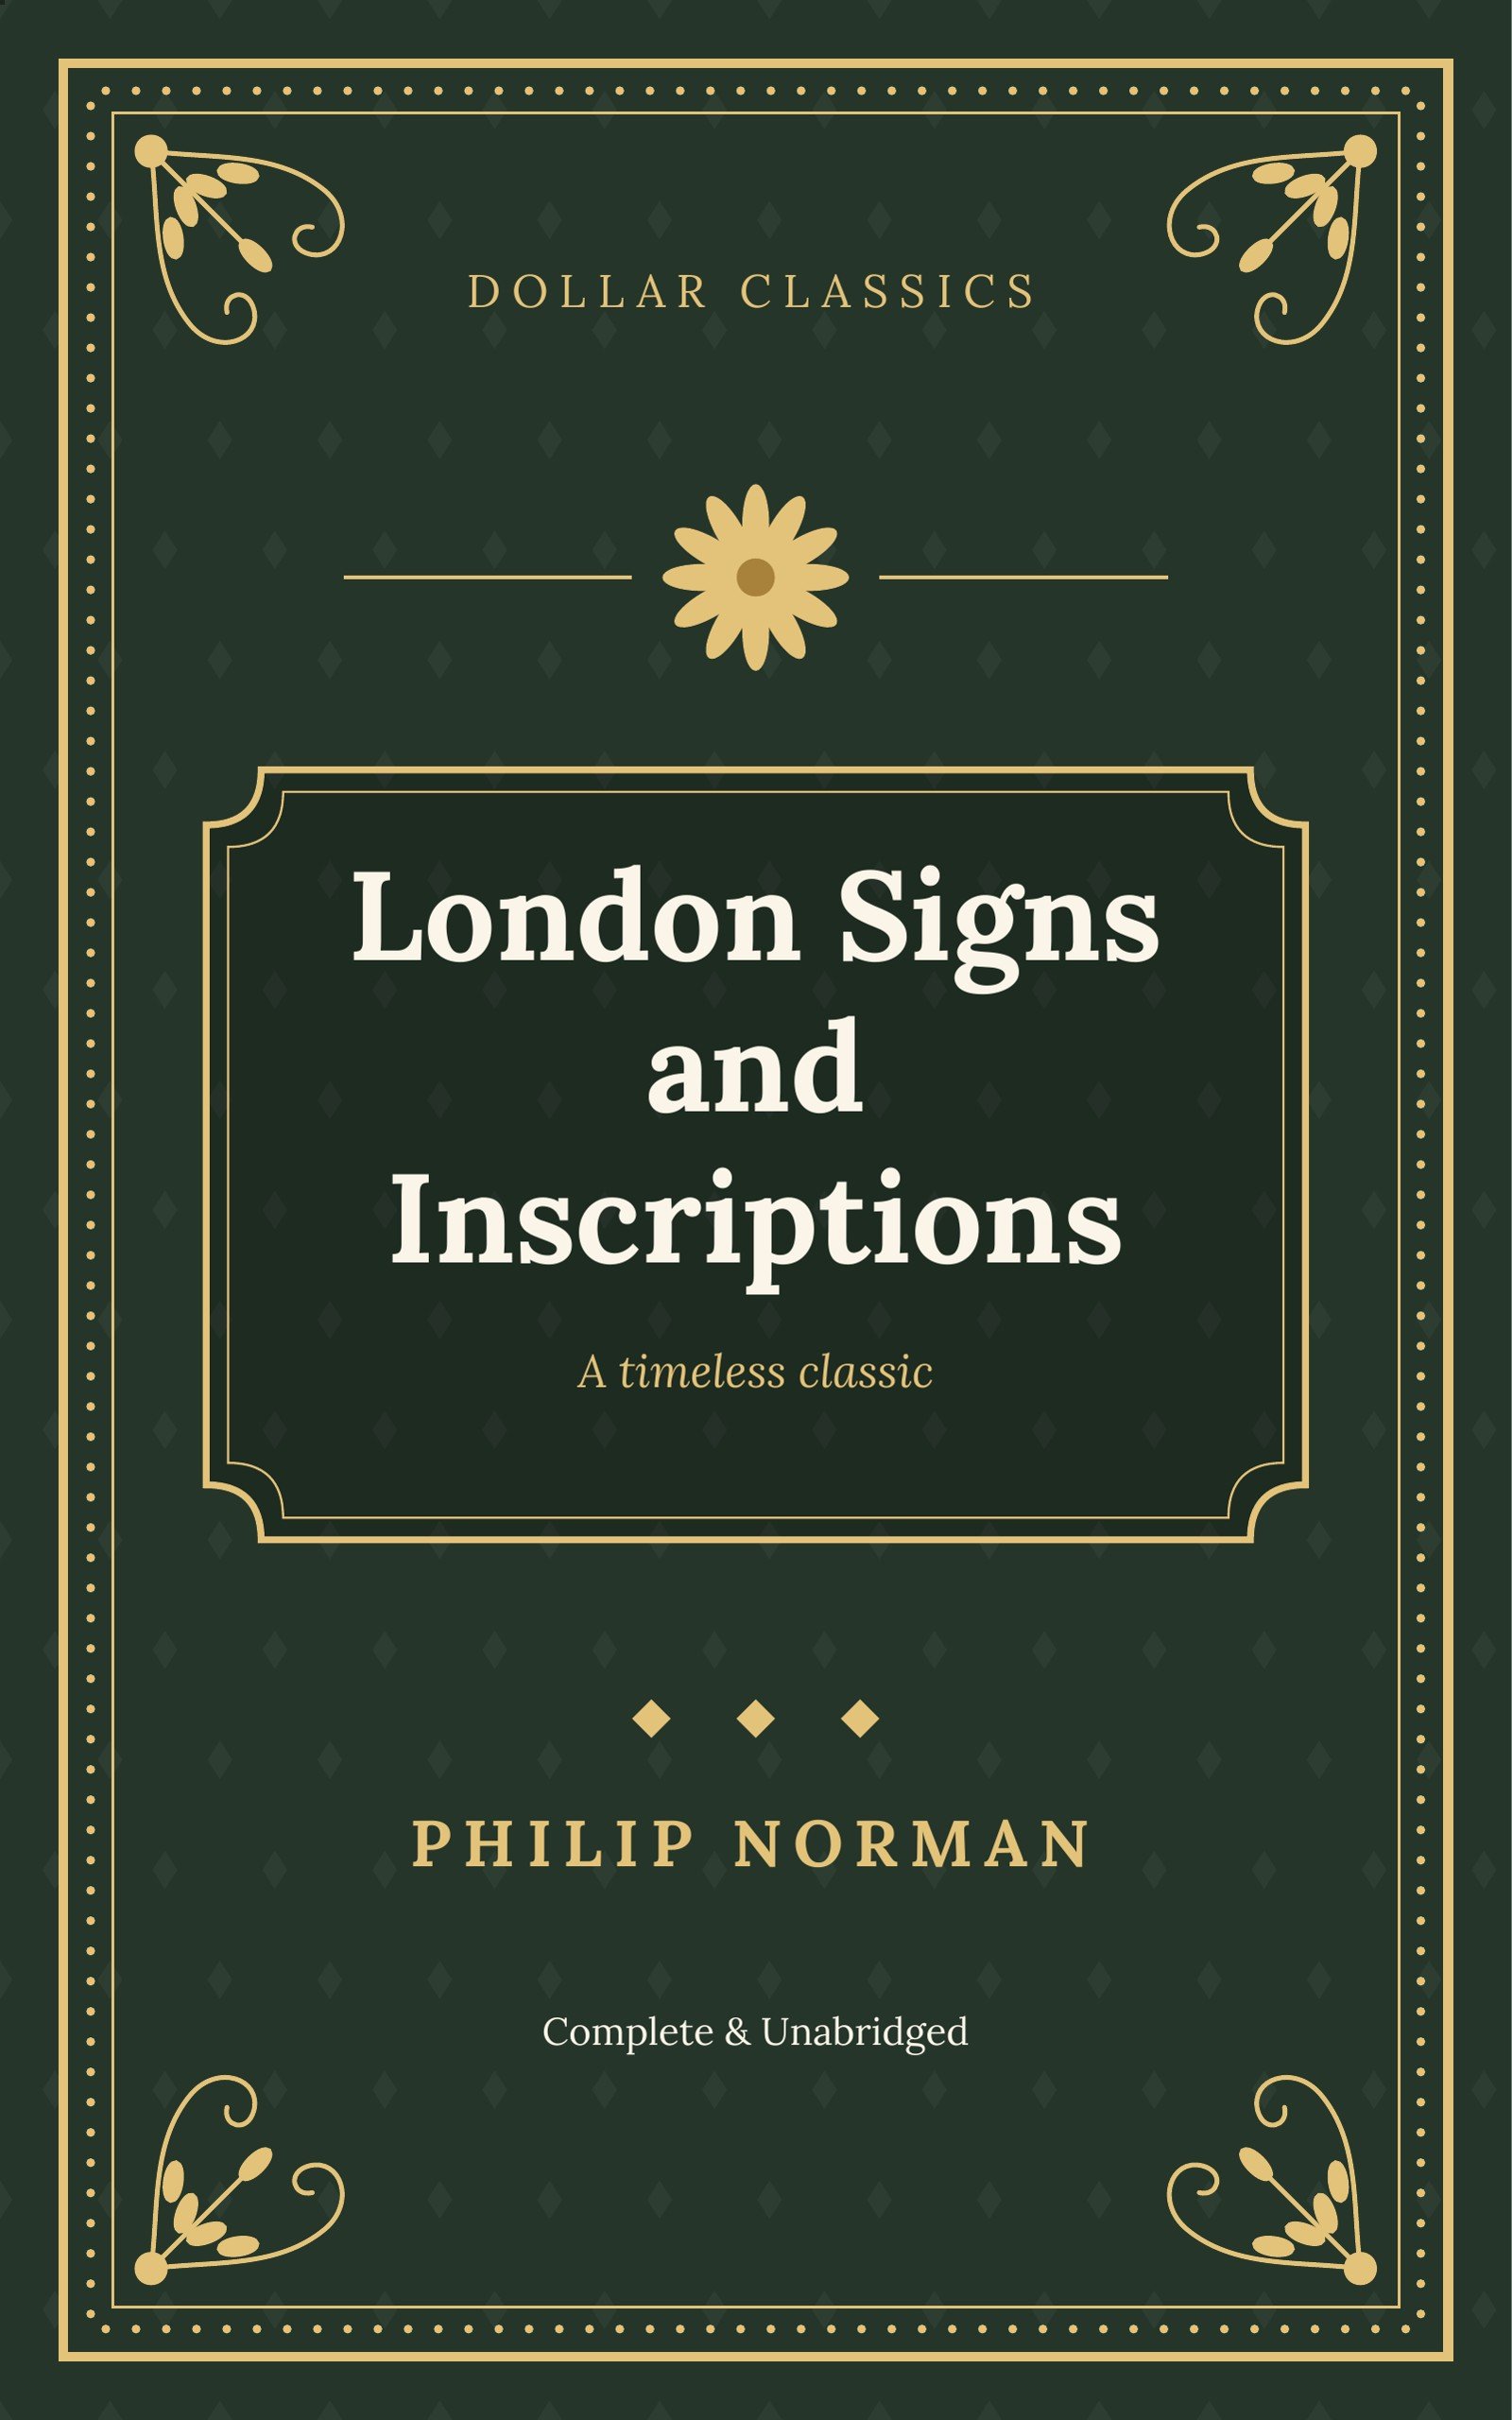 DOLLAR CLASSICS
London Signs
and
Inscriptions
A timeless classic
PHILIP NORMAN
Complete & Unabridged